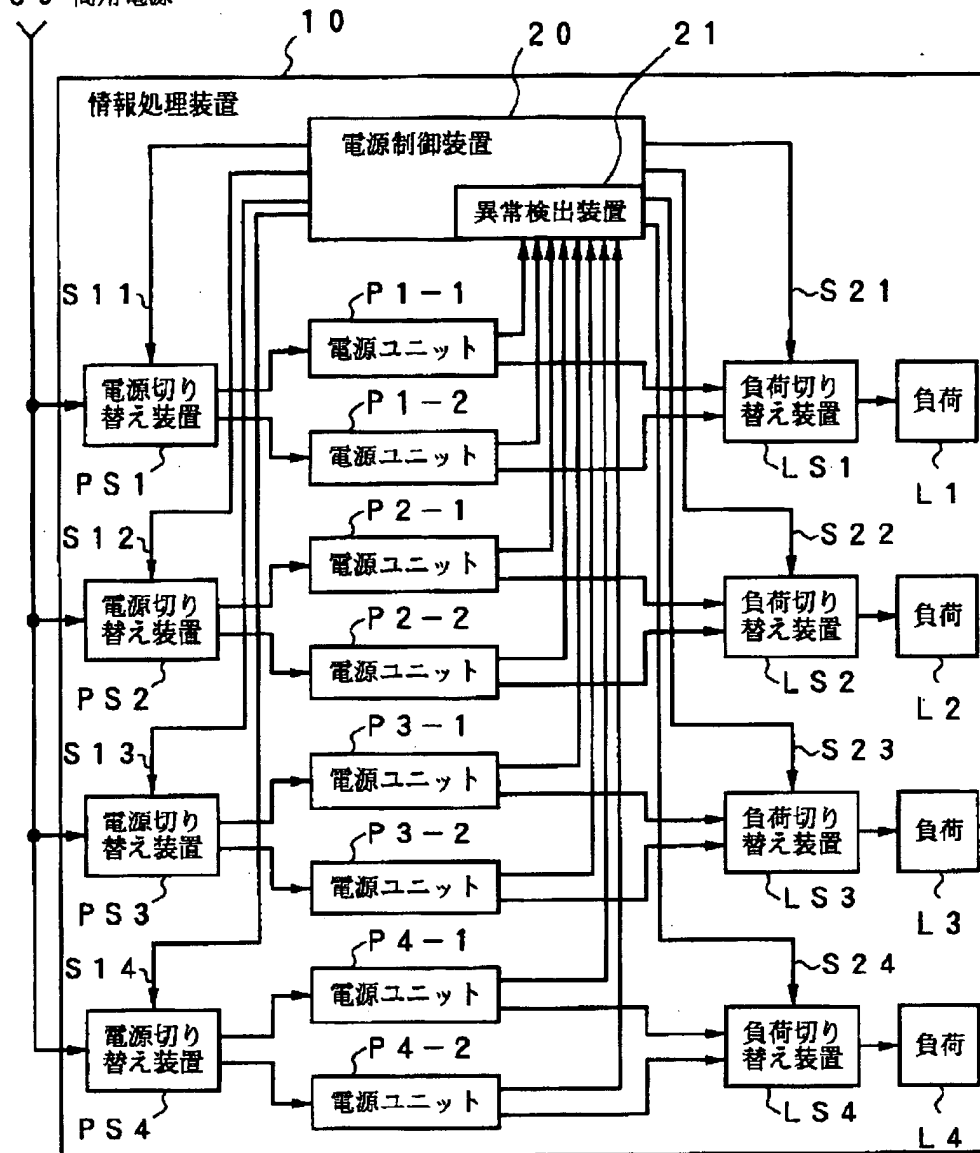 商用電源
10
20
21
情報処理装置
電源制御装置
異常検出装置
S11
P1-1
S21
電源ユニット
電源切り
替え装置
負荷切り
替え装置
負荷
P1-2
電源ユニット
PS1
LS1
L1
S12
P2-1
S22
電源ユニット
電源切り
替え装置
負荷切り
替え装置
負荷
P2-2
電源ユニット
PS2
LS2
L2
S13
P3-1
S23
電源ユニット
電源切り
替え装置
負荷切り
替え装置
負荷
P3-2
電源ユニット
PS3
LS3
L3
S14
P4-1
S24
電源ユニット
電源切り
替え装置
負荷切り
替え装置
負荷
P4-2
電源ユニット
PS4
LS4
L4